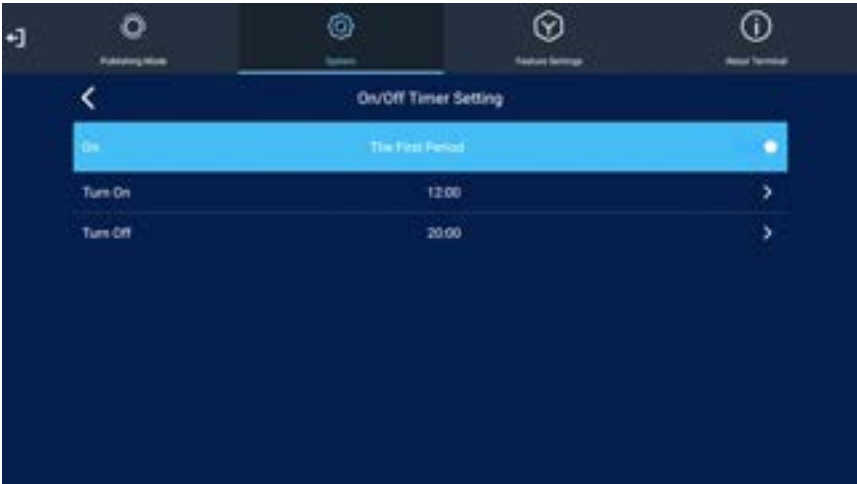 Publishing Mode
System
Feature Settings
About Terminal
On/Off Timer Setting
On The First Period
Turn On 12:00
Turn Off 20:00